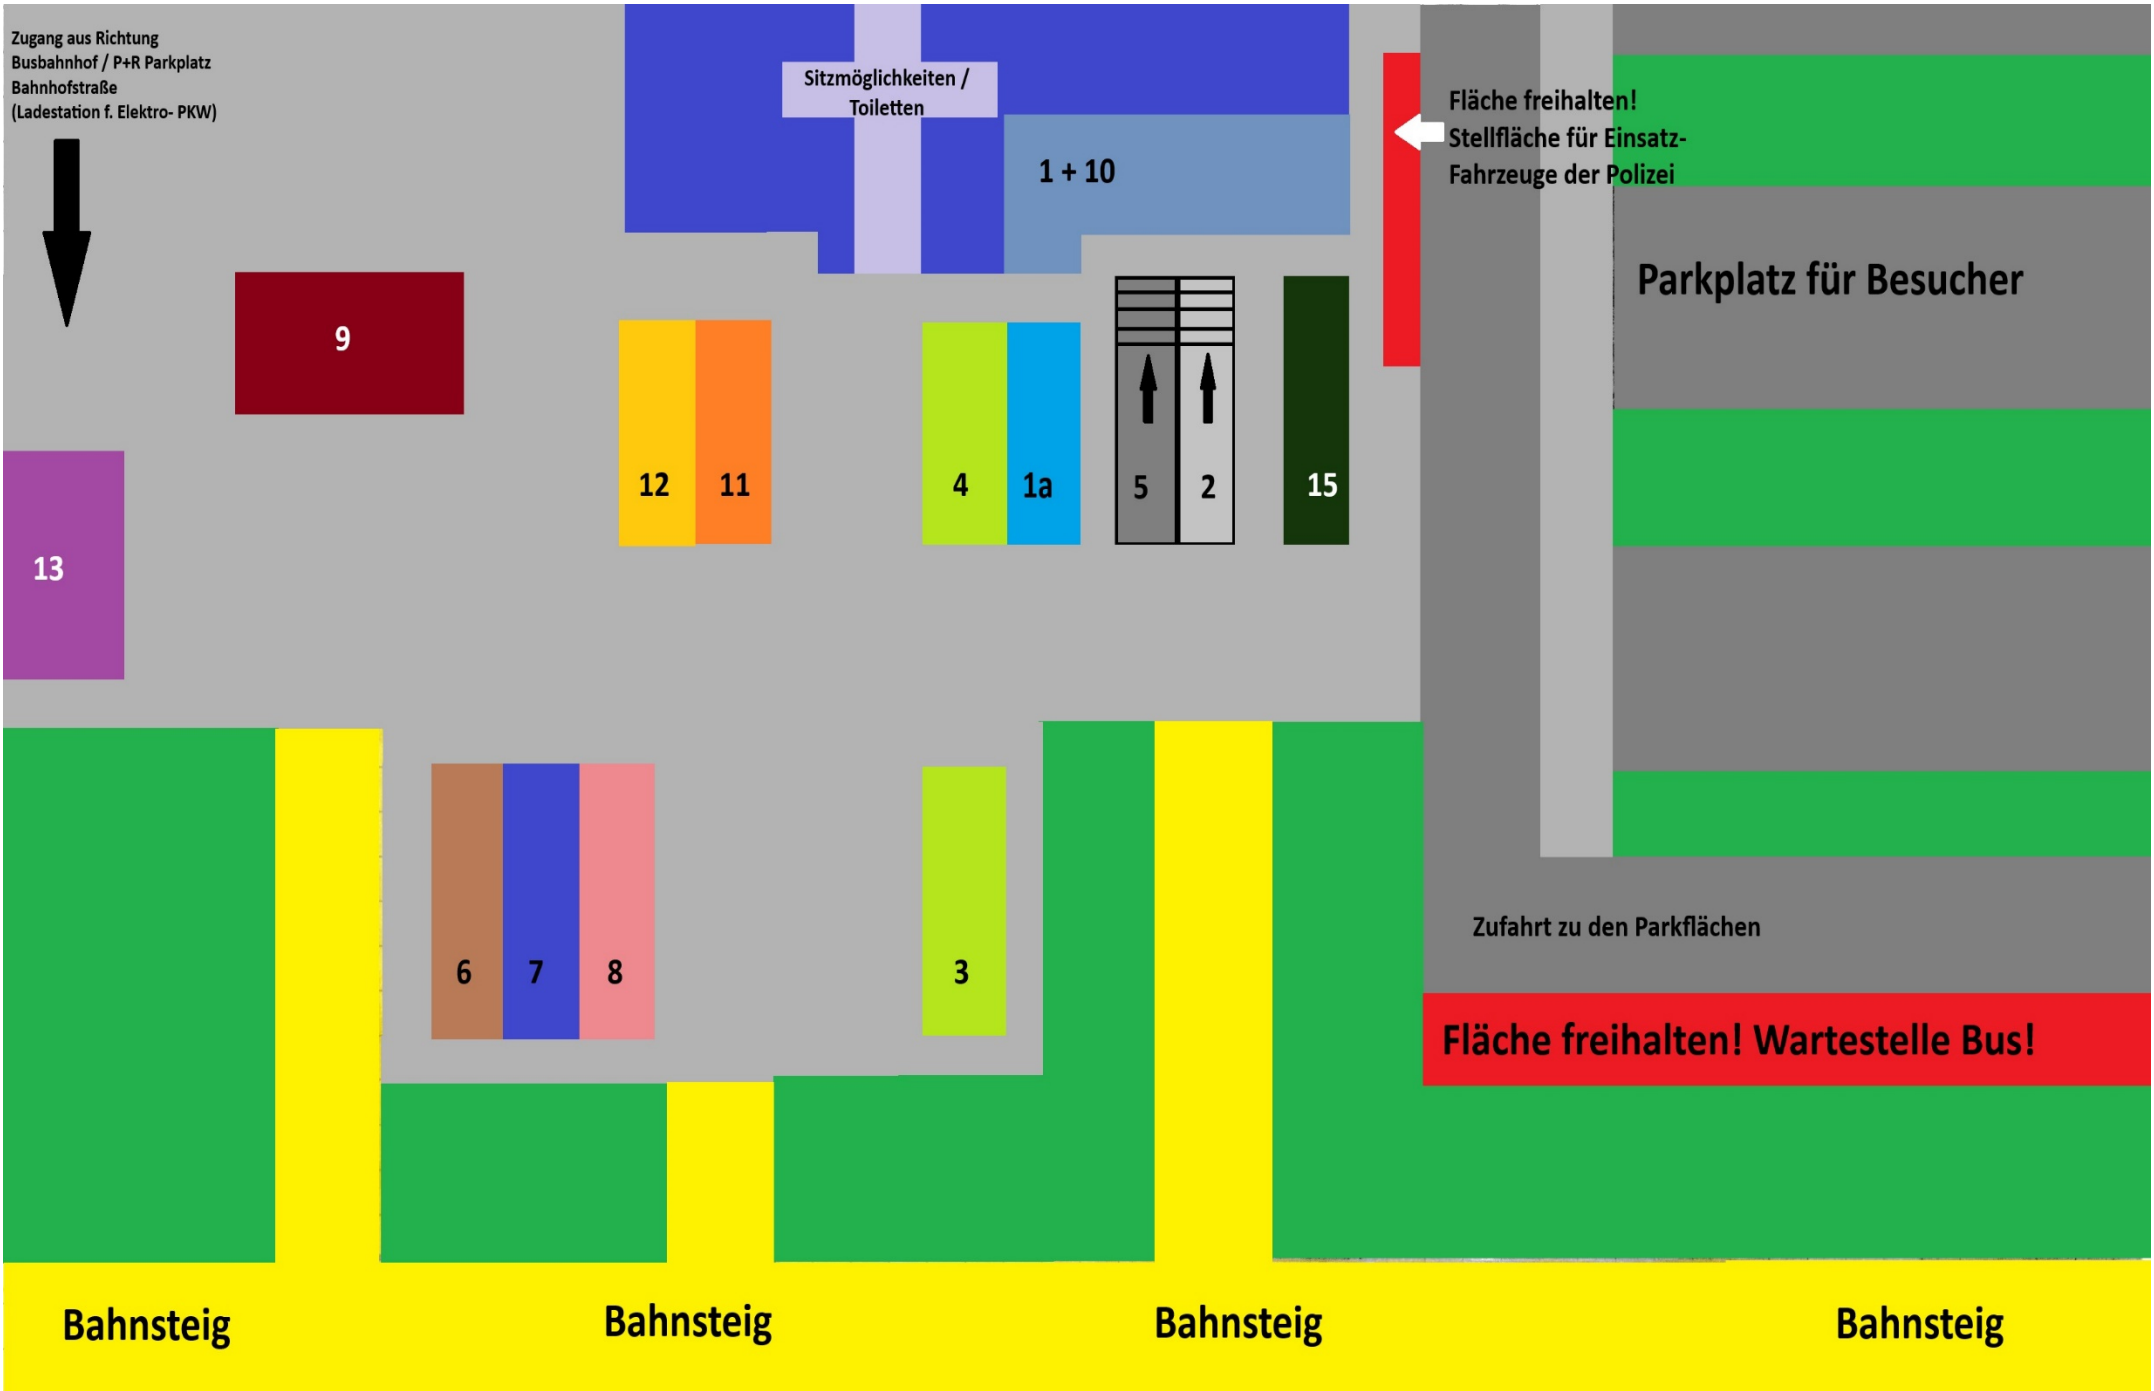 Zugang aus Richtung
Busbahnhof / P+R Parkplatz
Bahnhofstraße
(Ladestation f. Elektro- PKW)
Sitzmöglichkeiten /
Toiletten
1 + 10
Fläche freihalten!
Stellfläche für Einsatz-
Fahrzeuge der Polizei
Parkplatz für Besucher
9
12
11
4
1a
5
2
15
13
6
7
8
3
Zufahrt zu den Parkflächen
Fläche freihalten! Wartestelle Bus!
Bahnsteig
Bahnsteig
Bahnsteig
Bahnsteig